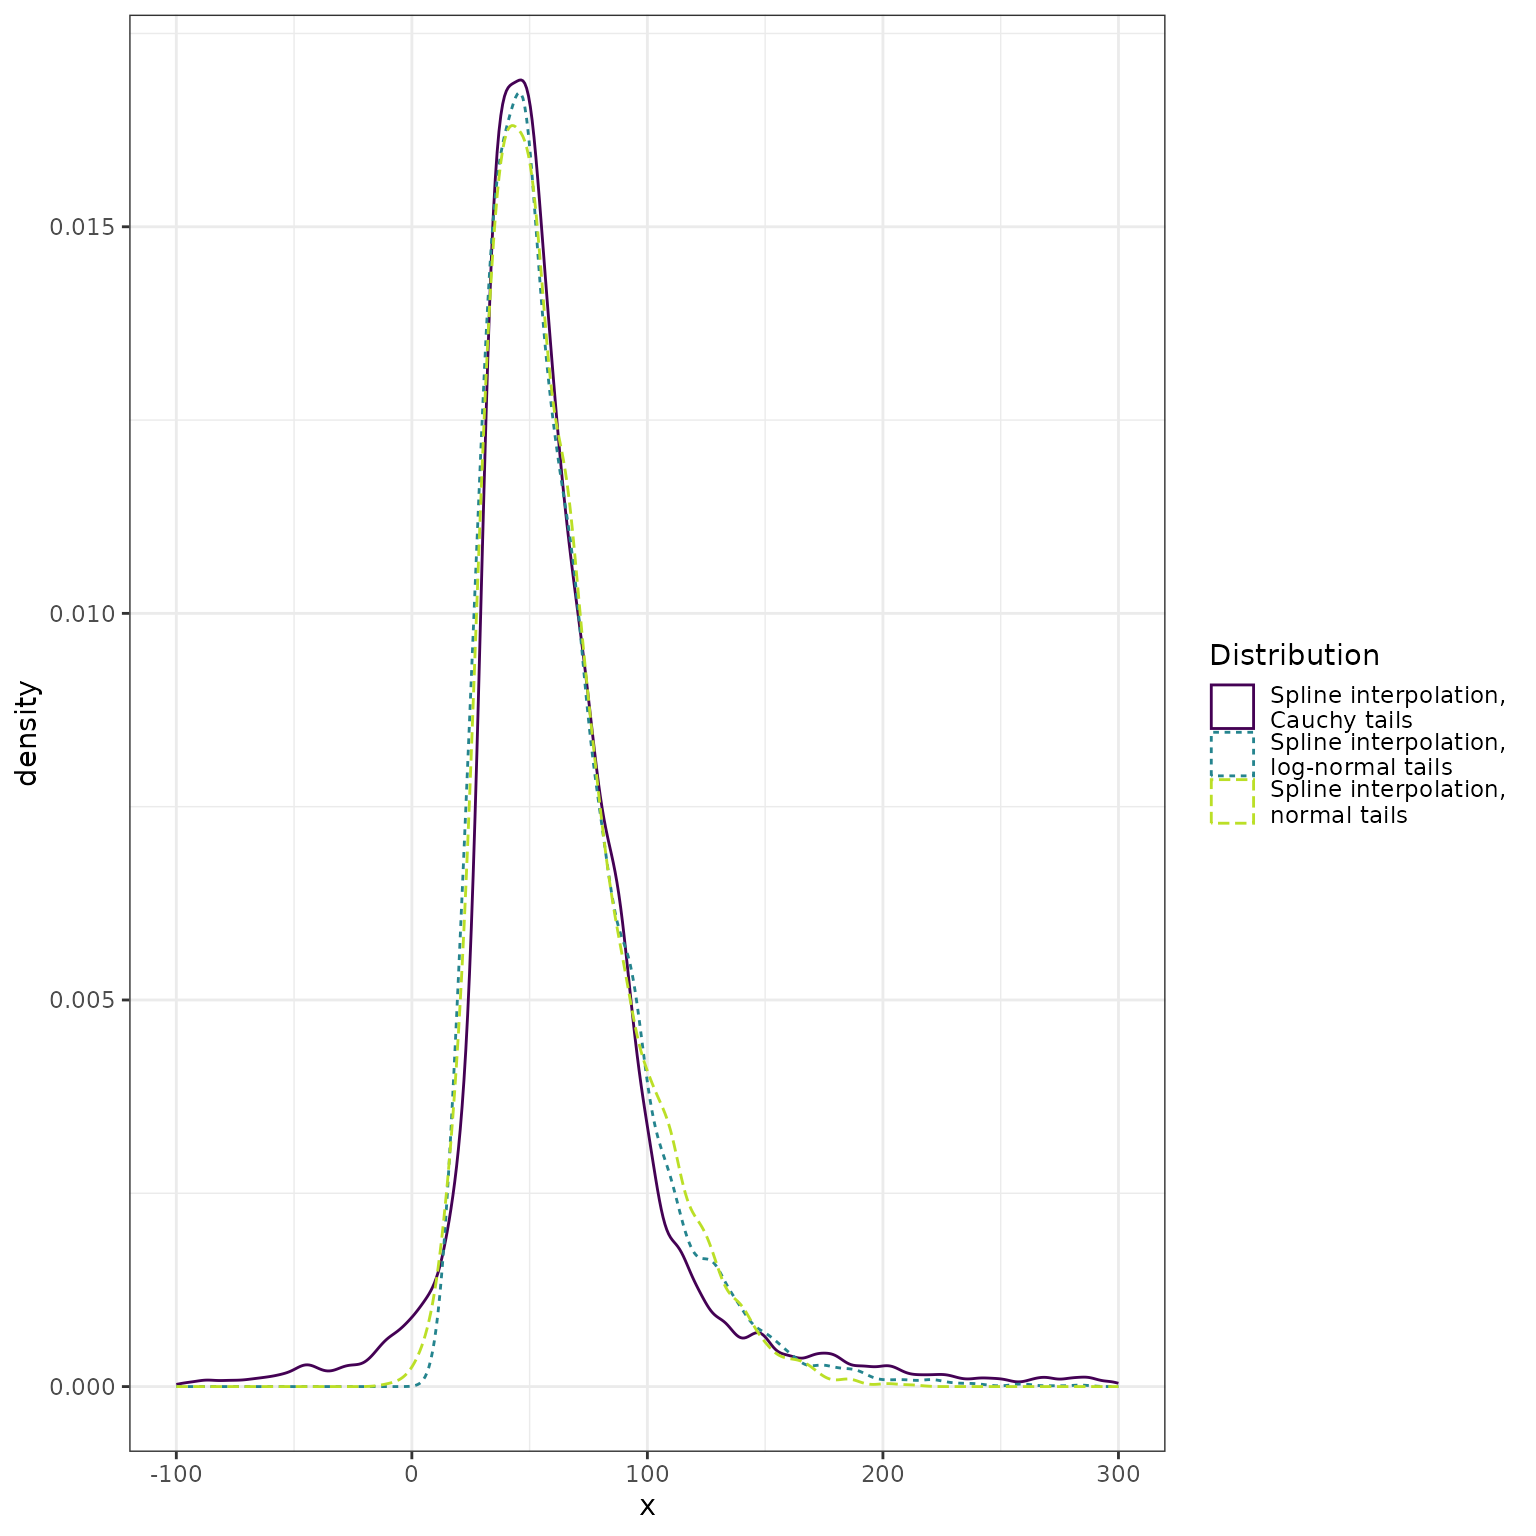 0.015
0.010
0.005
0.000
density
-100
0
100
200
300
x
Distribution
Spline interpolation,
Cauchy tails
Spline interpolation,
log-normal tails
Spline interpolation,
normal tails